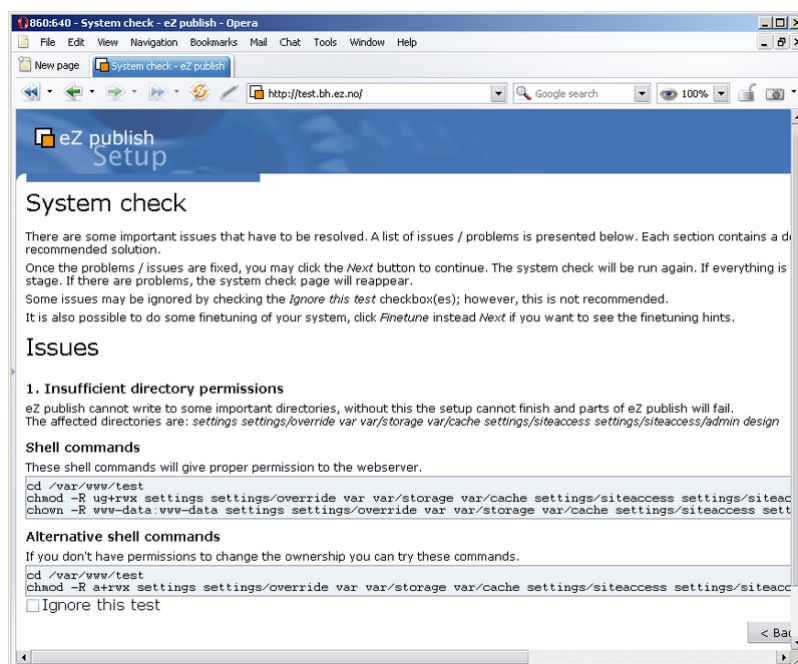 860:640 - System check - eZ publish - Opera
File Edit View Navigation Bookmarks Mail Chat Tools Window Help
New page System check - eZ publish
http://test.bh.ez.no/ Google search 100%
eZ publish
Setup
System check
There are some important issues that have to be resolved. A list of issues / problems is presented below. Each section contains a d
recommended solution.
Once the problems / issues are fixed, you may click the Next button to continue. The system check will be run again. If everything is
stage. If there are problems, the system check page will reappear.
Some issues may be ignored by checking the Ignore this test checkbox(es); however, this is not recommended.
It is also possible to do some finetuning of your system, click Finetune instead Next if you want to see the finetuning hints.
Issues
1. Insufficient directory permissions
eZ publish cannot write to some important directories, without this the setup cannot finish and parts of eZ publish will fail.
The affected directories are: settings settings/override var var/storage var/cache settings/siteaccess settings/siteaccess/admin design
Shell commands
These shell commands will give proper permission to the webserver.
cd /var/www/test
chmod -R ug+rwx settings settings/override var var/storage var/cache settings/siteaccess settings/siteac
chown -R www-data:www-data settings settings/override var var/storage var/cache settings/siteaccess sett
Alternative shell commands
If you don't have permissions to change the ownership you can try these commands.
cd /var/www/test
chmod -R a+rwx settings settings/override var var/storage var/cache settings/siteaccess settings/siteacc
Ignore this test
< Bac